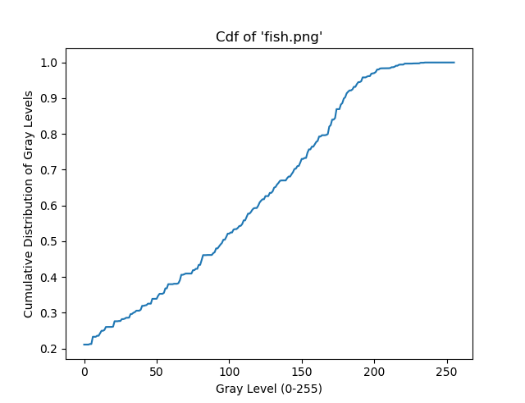 Cdf of 'fish.png'
Cumulative Distribution of Gray Levels
1.0
0.9
0.8
0.7
0.6
0.5
0.4
0.3
0.2
0 50 100 150 200 250
Gray Level (0-255)